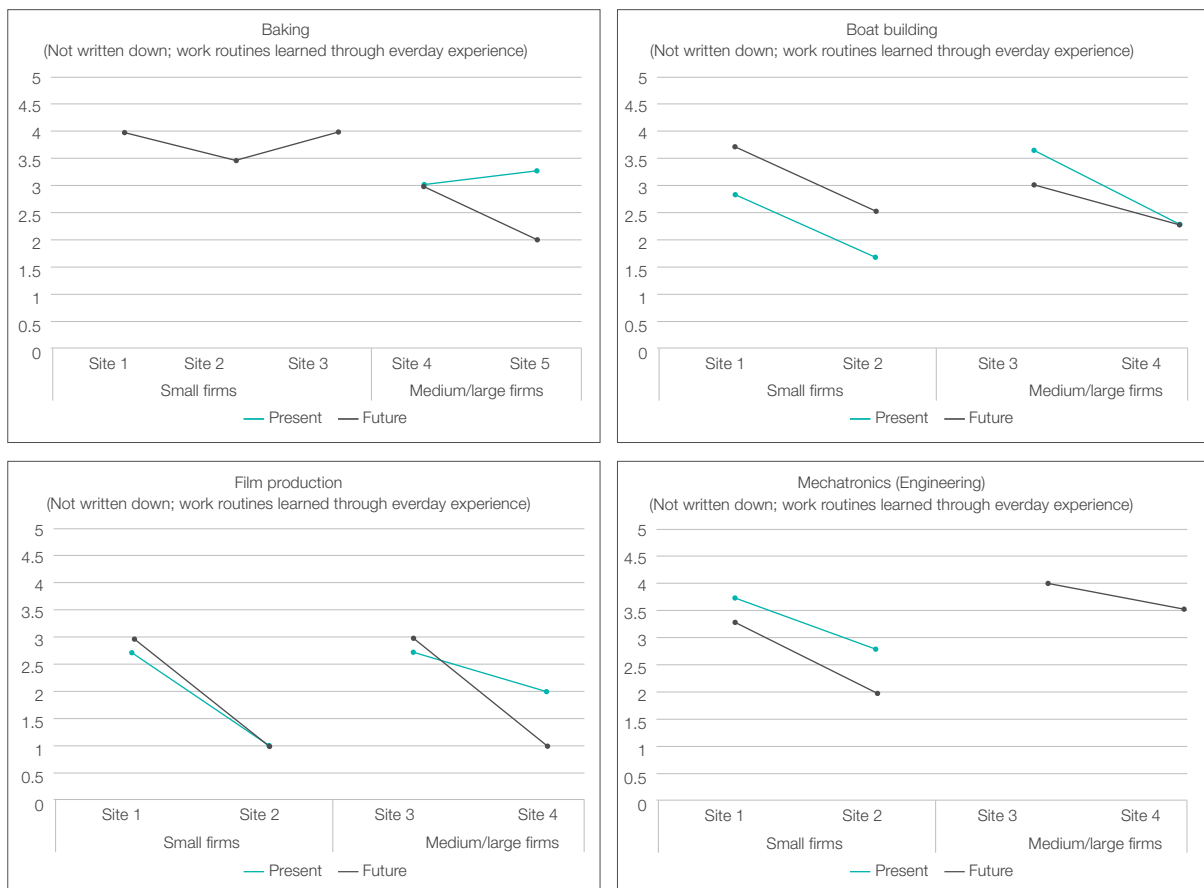 Baking
(Not written down; work routines learned through everday experience)
5
4.5
4
3.5
3
2.5
2
1.5
1
0.5
0
Site 1 Site 2 Site 3 Site 4 Site 5
Small firms Medium/large firms
Present Future
Boat building
(Not written down; work routines learned through everday experience)
5
4.5
4
3.5
3
2.5
2
1.5
1
0.5
0
Site 1 Site 2 Site 3 Site 4
Small firms Medium/large firms
Present Future
Film production
(Not written down; work routines learned through everday experience)
5
4.5
4
3.5
3
2.5
2
1.5
1
0.5
0
Site 1 Site 2 Site 3 Site 4
Small firms Medium/large firms
Present Future
Mechatronics (Engineering)
(Not written down; work routines learned through everday experience)
5
4.5
4
3.5
3
2.5
2
1.5
1
0.5
0
Site 1 Site 2 Site 3 Site 4
Small firms Medium/large firms
Present Future